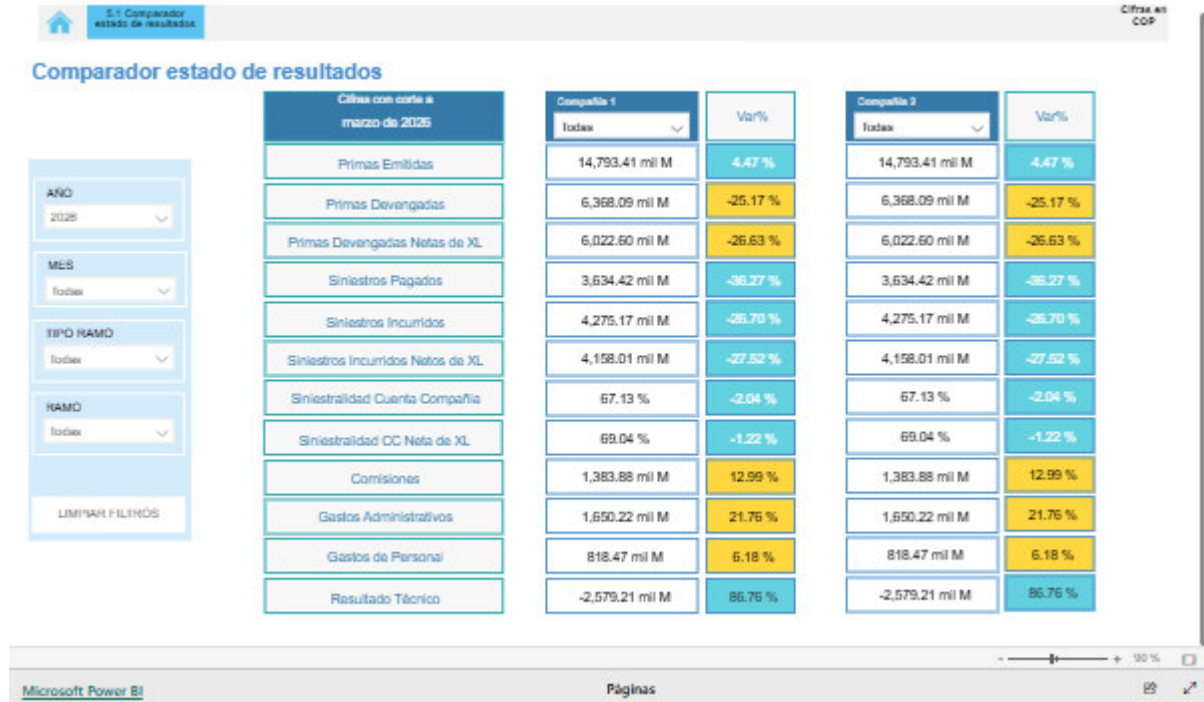 5.1 Comparador
estado de resultados
Cifras en
COP
Comparador estado de resultados
Cifras con corte a
marzo de 2026
Compañía 1
Todas
Var%
Compañía 2
Todas
Var%
Primas Emitidas
14,793.41 mil M
4.47 %
14,793.41 mil M
4.47 %
Primas Devengadas
6,368.09 mil M
-25.17 %
6,368.09 mil M
-25.17 %
Primas Devengadas Netas de XL
6,022.60 mil M
-26.63 %
6,022.60 mil M
-26.63 %
Siniestros Pagados
3,634.42 mil M
-36.27 %
3,634.42 mil M
-36.27 %
Siniestros Incurridos
4,275.17 mil M
-26.70 %
4,275.17 mil M
-26.70 %
Siniestros Incurridos Netos de XL
4,158.01 mil M
-27.52 %
4,158.01 mil M
-27.52 %
Siniestralidad Cuenta Compañía
67.13 %
-2.04 %
67.13 %
-2.04 %
Siniestralidad CC Neta de XL
69.04 %
-1.22 %
69.04 %
-1.22 %
Comisiones
1,383.88 mil M
12.99 %
1,383.88 mil M
12.99 %
Gastos Administrativos
1,650.22 mil M
21.76 %
1,650.22 mil M
21.76 %
Gastos de Personal
818.47 mil M
6.18 %
818.47 mil M
6.18 %
Resultado Técnico
-2,579.21 mil M
86.76 %
-2,579.21 mil M
86.76 %
AÑO
2026
MES
Todas
TIPO RAMO
Todas
RAMO
Todas
LIMPIAR FILTROS
- + 90 %
Microsoft Power BI
Páginas